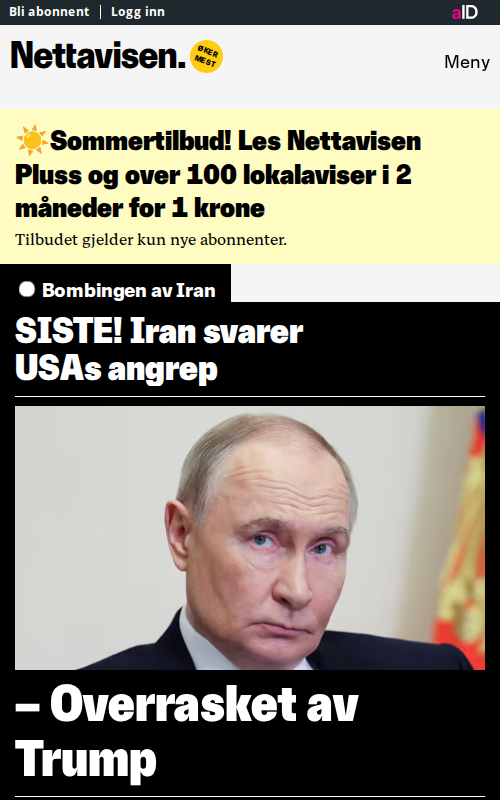 Bli abonnent | Logg inn
aID
Nettavisen.
ØKER
MEST
Meny
☀️Sommertilbud! Les Nettavisen
Pluss og over 100 lokalaviser i 2
måneder for 1 krone
Tilbudet gjelder kun nye abonnenter.
Bombingen av Iran
SISTE! Iran svarer
USAs angrep
– Overrasket av
Trump